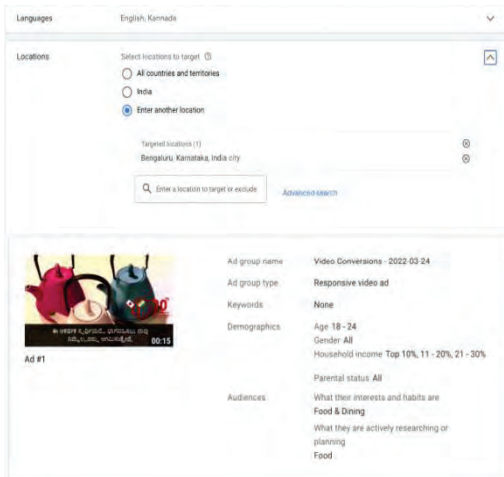 Languages English, Kannada
Locations Select locations to target
All countries and territories
India
Enter another location
Targeted locations (1)
Bengaluru, Karnataka, India city
Enter a location to target or exclude Advanced search
Ad group name Video Conversions - 2022-03-24
Ad group type Responsive video ad
Keywords None
Demographics Age 18 - 24
Gender All
Household income Top 10%, 11 - 20%, 21 - 30%
Parental status All
Audiences What their interests and habits are
Food & Dining
What they are actively researching or
planning
Food
00:15
Ad #1